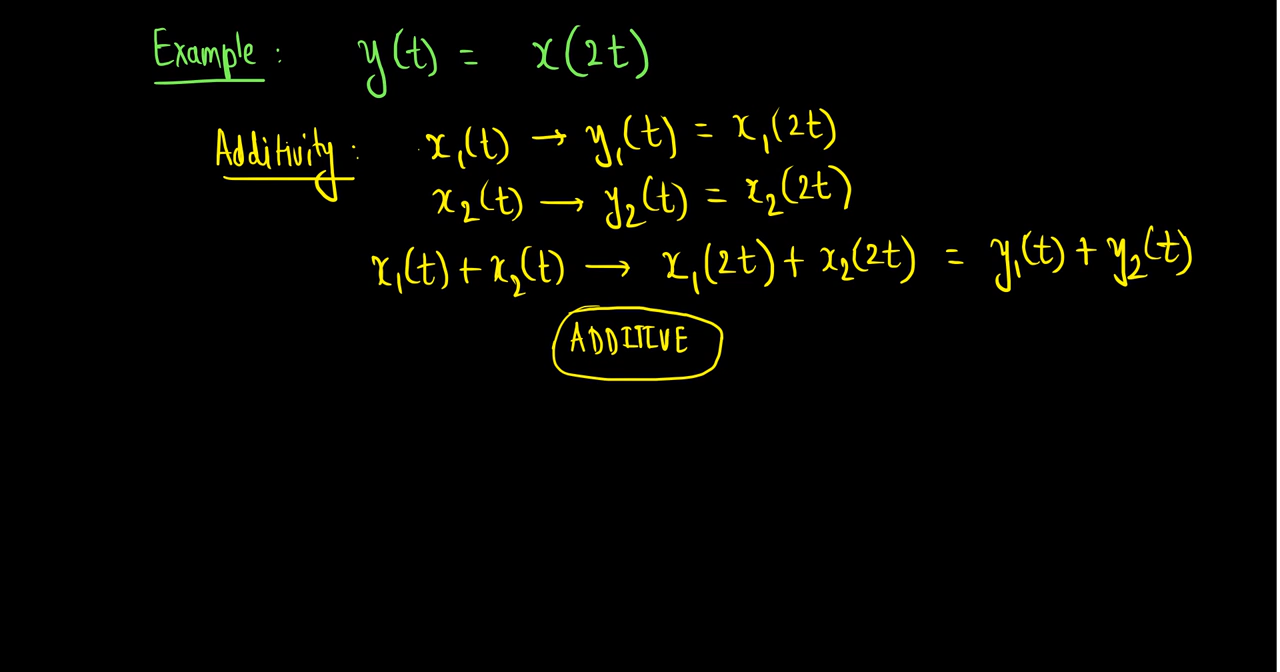 Example: y(t) = x(2t)
Additivity: x₁(t) → y₁(t) = x₁(2t)
x₂(t) → y₂(t) = x₂(2t)
x₁(t) + x₂(t) → x₁(2t) + x₂(2t) = y₁(t) + y₂(t)
ADDITIVE